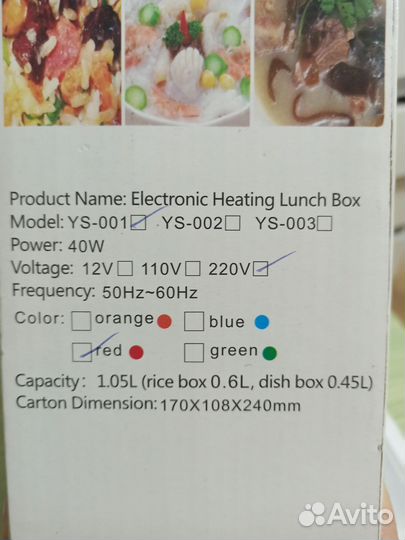 Product Name: Electronic Heating Lunch Box
Model: YS-001 YS-002 YS-003
Power: 40W
Voltage: 12V 110V 220V
Frequency: 50Hz~60Hz
Color: orange blue
red green
Capacity: 1.05L (rice box 0.6L, dish box 0.45L)
Carton Dimension: 170X108X240mm
Avito